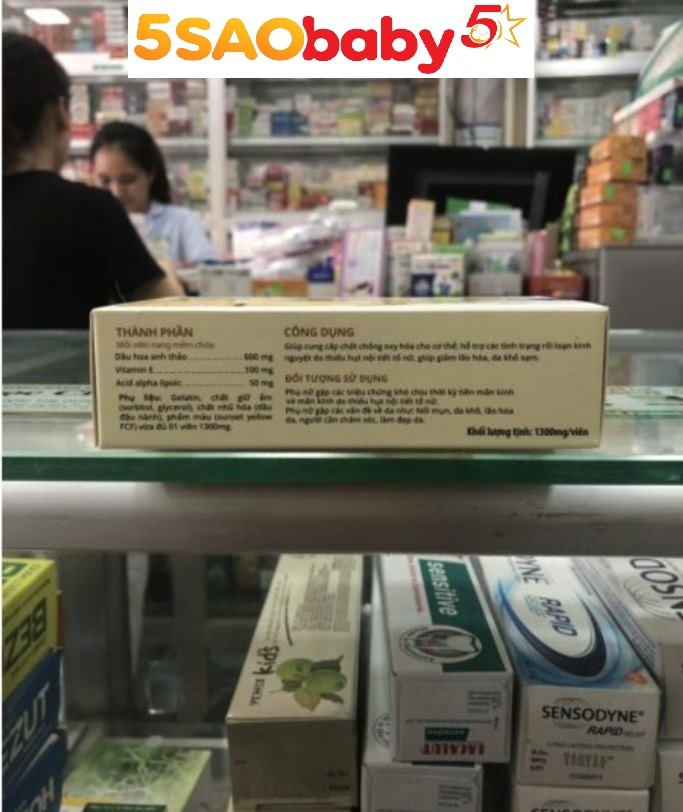 5SAObaby5
THÀNH PHẦN
Mỗi viên nang mềm chứa:
Dầu hoa anh thảo 600 mg
Vitamin E 100 mg
Acid alpha lipoic 50 mg
Phụ liệu: Gelatin, chất giữ ẩm
(sorbitol, glycerol), chất nhũ hóa (dầu
đậu nành), phẩm màu (sunset yellow
FCF) vừa đủ 01 viên 1300mg.
CÔNG DỤNG
Giúp cung cấp chất chống oxy hóa cho cơ thể; hỗ trợ các tình trạng rối loạn kinh
nguyệt do thiếu hụt nội tiết tố nữ, giúp giảm lão hóa, da khô sạm.
ĐỐI TƯỢNG SỬ DỤNG
Phụ nữ gặp các triệu chứng khó chịu thời kỳ tiền mãn kinh
và mãn kinh do thiếu hụt nội tiết tố nữ.
Phụ nữ gặp các vấn đề về da như: Nổi mụn, da khô, lão hóa
da, người cần chăm sóc, làm đẹp da.
Khối lượng tịnh: 1300mg/viên
kids
sensitive
LACALUT
RAPID
SENSODYNE
RAPID RELIEF
LONG LASTING PROTECTION